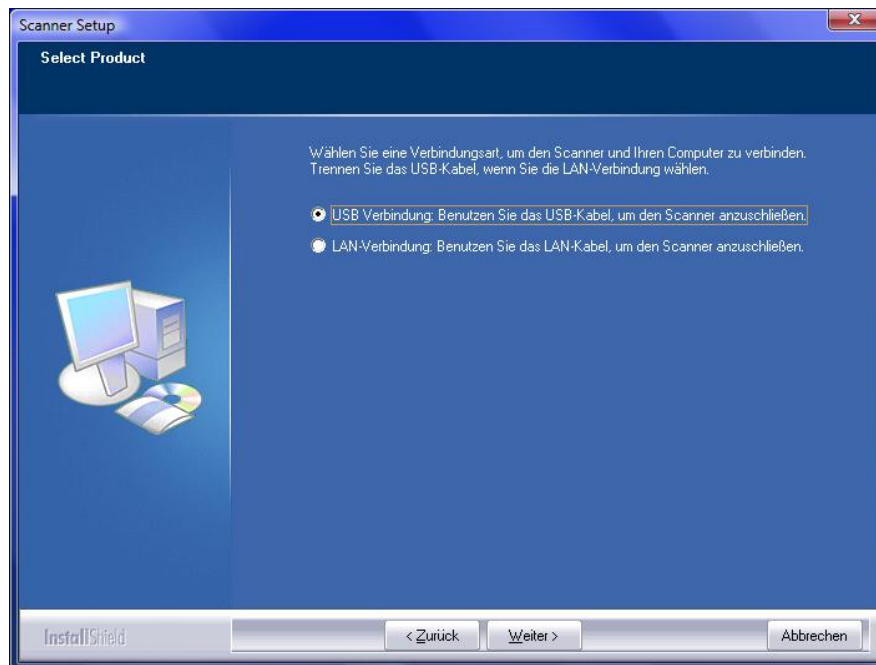 Scanner Setup
Select Product
Wählen Sie eine Verbindungsart, um den Scanner und Ihren Computer zu verbinden.
Trennen Sie das USB-Kabel, wenn Sie die LAN-Verbindung wählen.
USB Verbindung: Benutzen Sie das USB-Kabel, um den Scanner anzuschließen.
LAN-Verbindung: Benutzen Sie das LAN-Kabel, um den Scanner anzuschließen.
InstallShield
< Zurück
Weiter >
Abbrechen